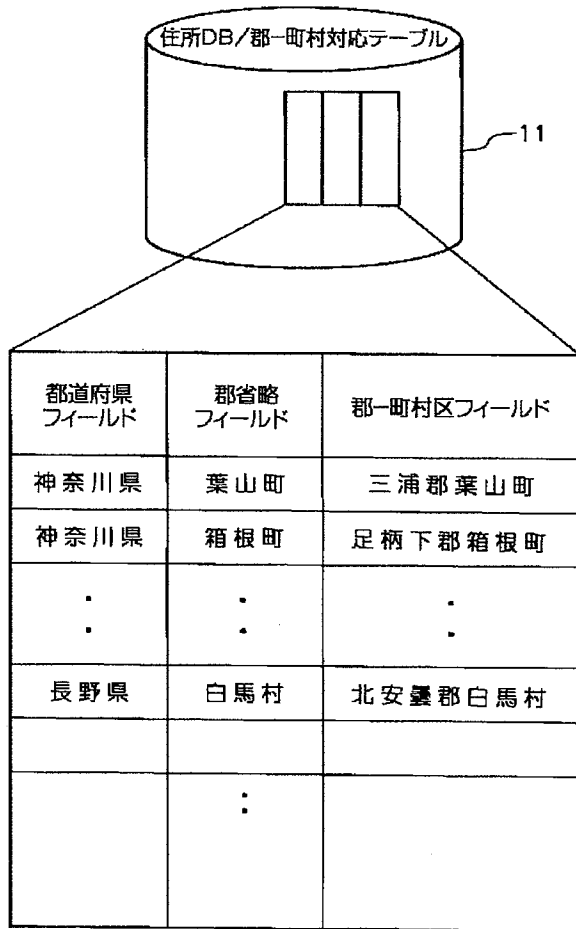 住所DB/郡ー町村対応テーブル
11
都道府県
フィールド
郡省略
フィールド
郡ー町村区フィールド
神奈川県 葉山町 三浦郡葉山町
神奈川県 箱根町 足柄下郡箱根町
長野県 白馬村 北安曇郡白馬村